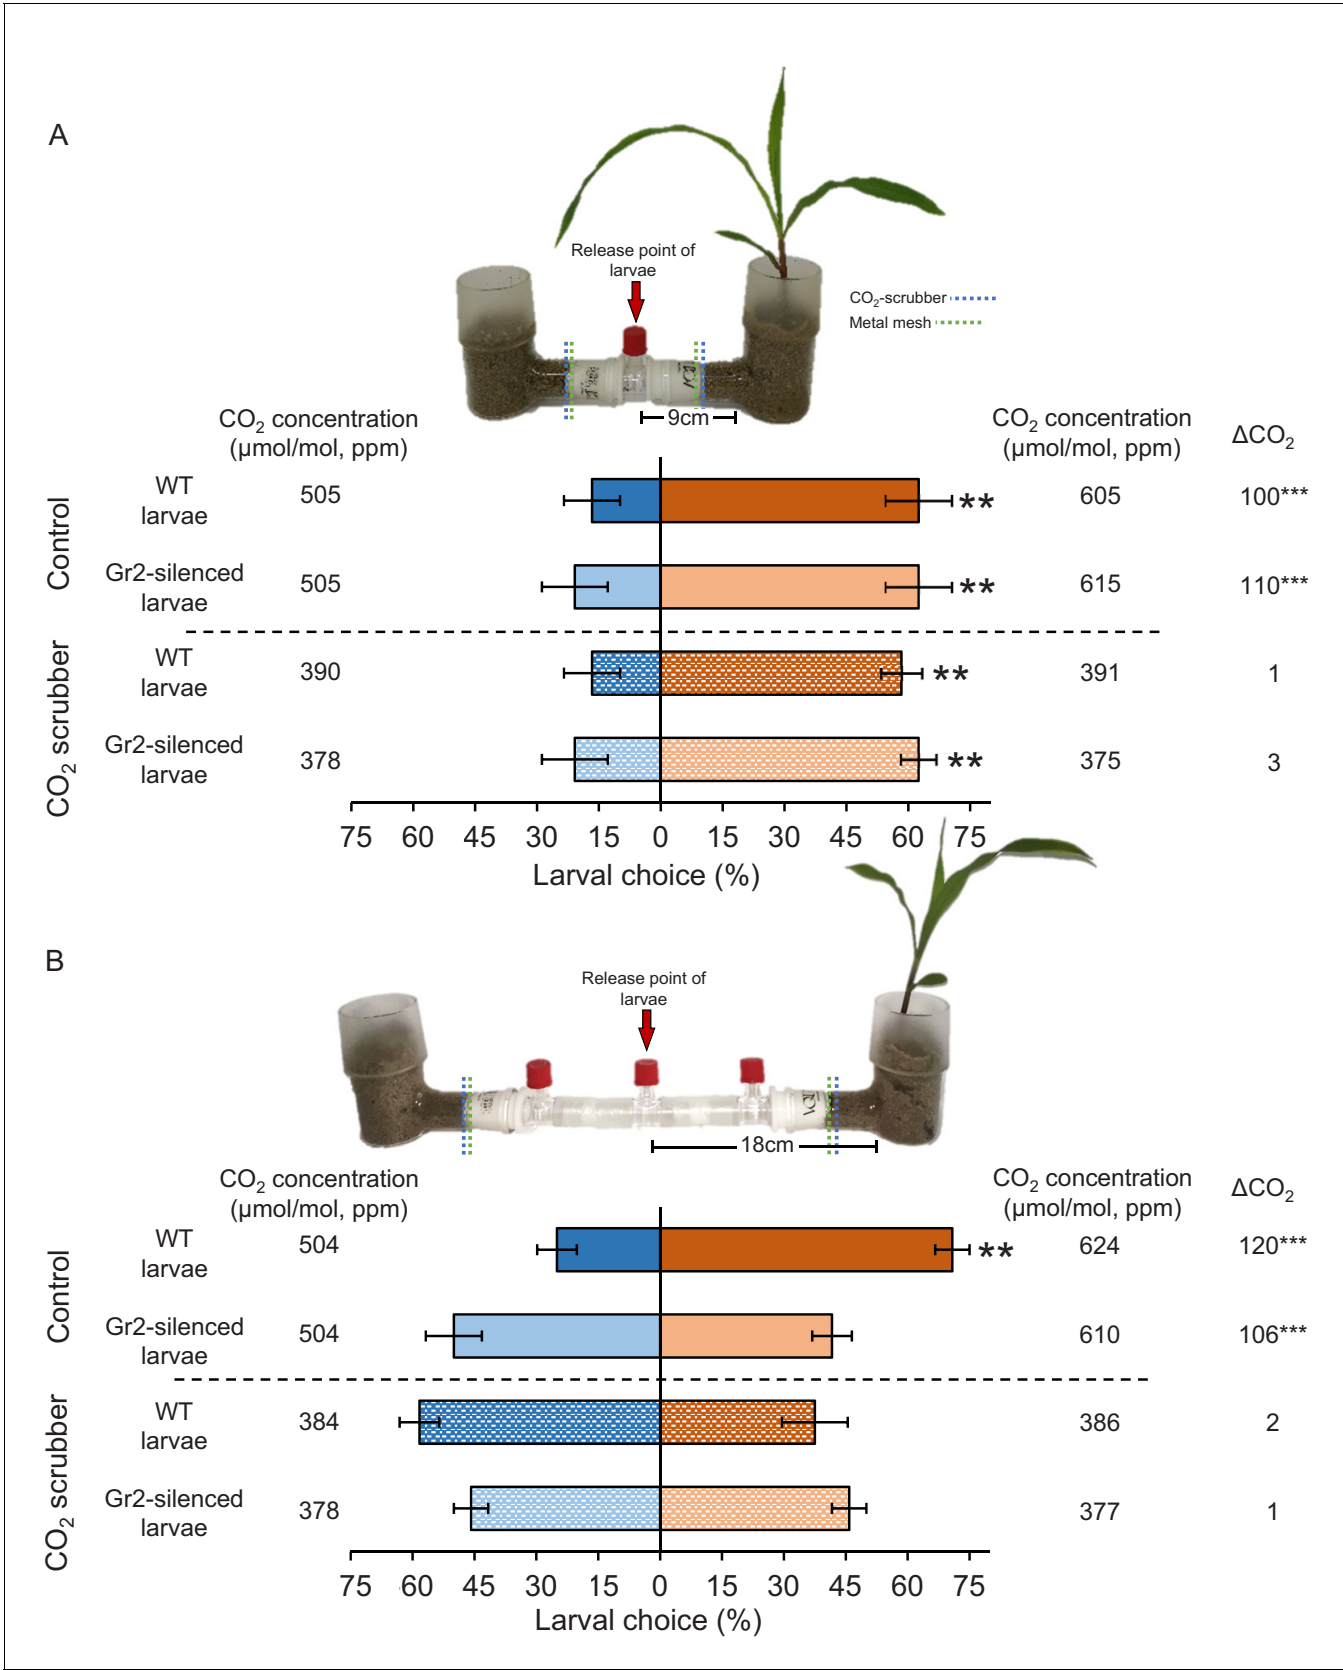 A
Release point of
larvae
CO2-scrubber
Metal mesh
9cm
CO2 concentration
(µmol/mol, ppm)
CO2 concentration
(µmol/mol, ppm)
ΔCO2
Control
WT
larvae
505
**
605
100***
Gr2-silenced
larvae
505
**
615
110***
CO2 scrubber
WT
larvae
390
**
391
1
Gr2-silenced
larvae
378
**
375
3
75 60 45 30 15 0 15 30 45 60 75
Larval choice (%)
B
Release point of
larvae
18cm
CO2 concentration
(µmol/mol, ppm)
CO2 concentration
(µmol/mol, ppm)
ΔCO2
Control
WT
larvae
504
**
624
120***
Gr2-silenced
larvae
504
610
106***
CO2 scrubber
WT
larvae
384
386
2
Gr2-silenced
larvae
378
377
1
75 60 45 30 15 0 15 30 45 60 75
Larval choice (%)